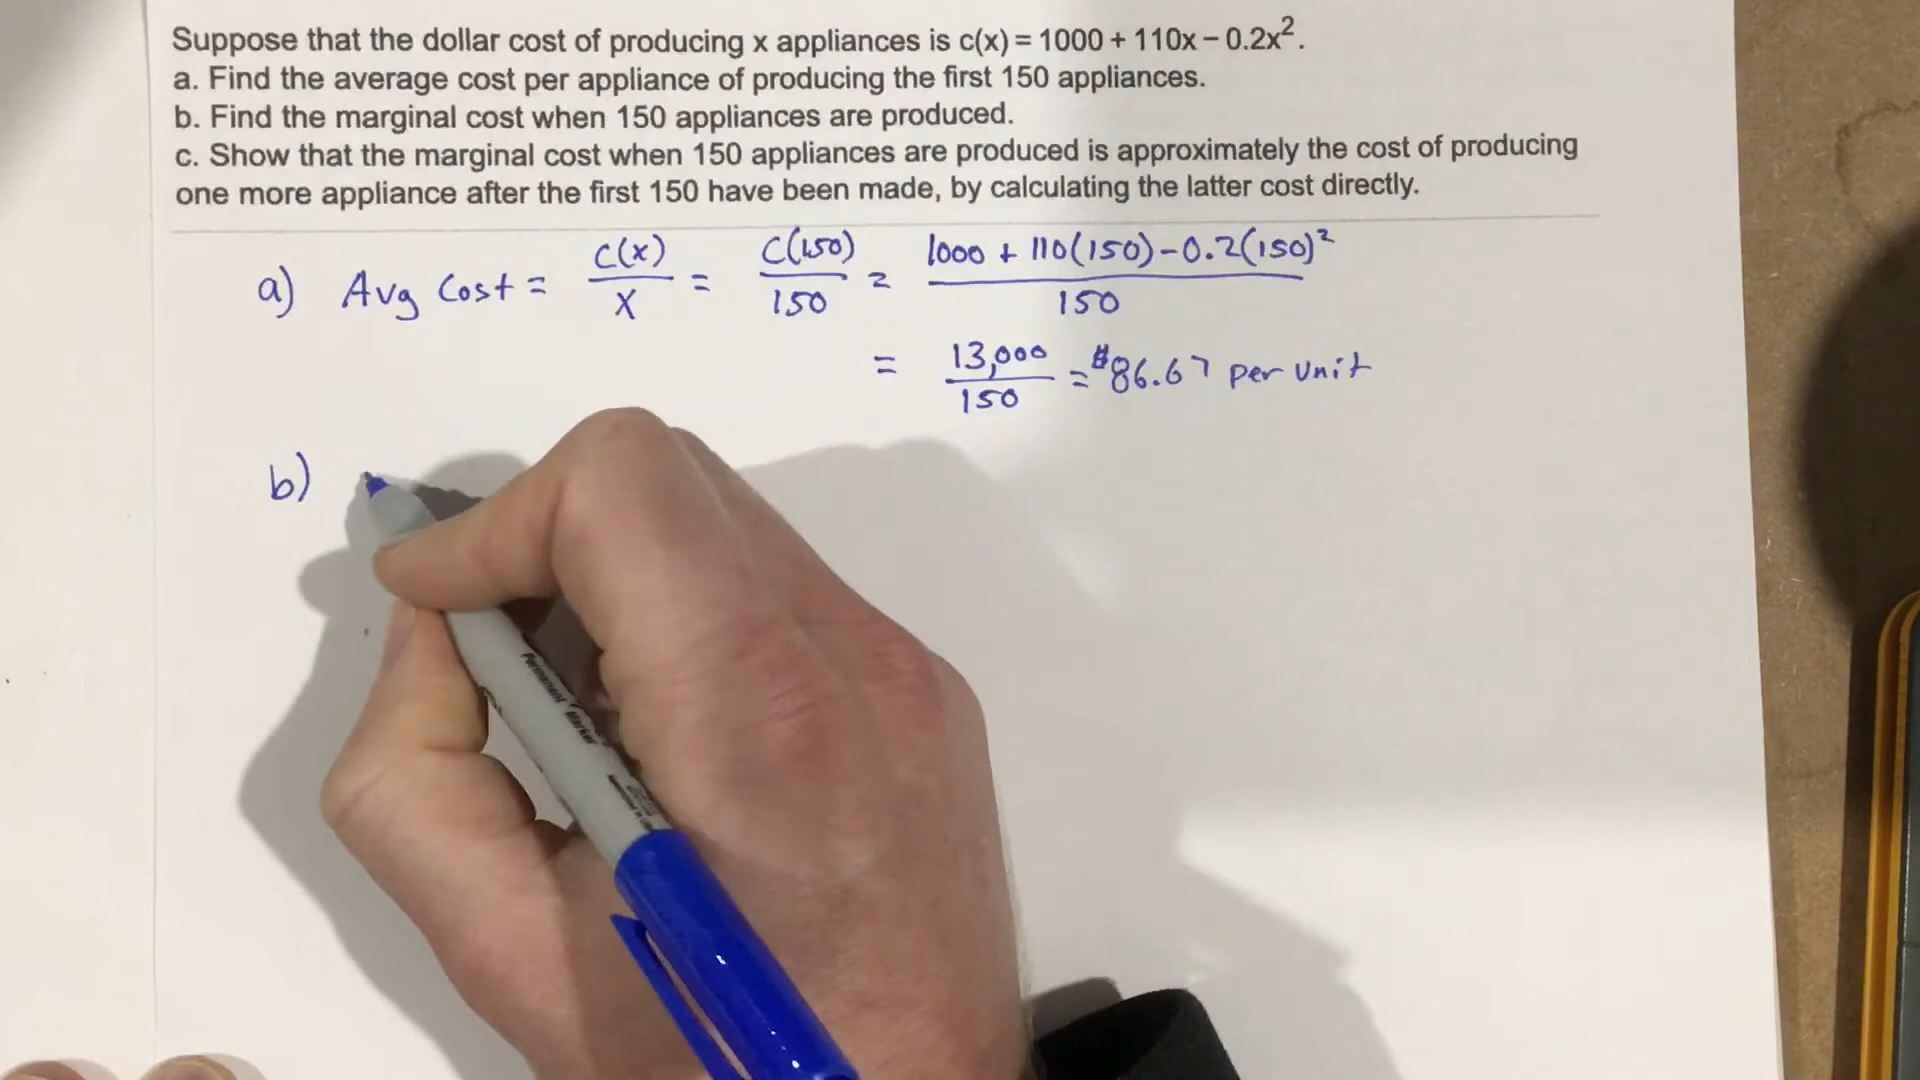 Suppose that the dollar cost of producing x appliances is c(x) = 1000 + 110x − 0.2x².
a. Find the average cost per appliance of producing the first 150 appliances.
b. Find the marginal cost when 150 appliances are produced.
c. Show that the marginal cost when 150 appliances are produced is approximately the cost of producing
one more appliance after the first 150 have been made, by calculating the latter cost directly.
a) Avg Cost = C(x)/X = C(150)/150 = 1000 + 110(150) − 0.2(150)²/150
= 13,000/150 = $86.67 per unit
b)
Permanent Marker